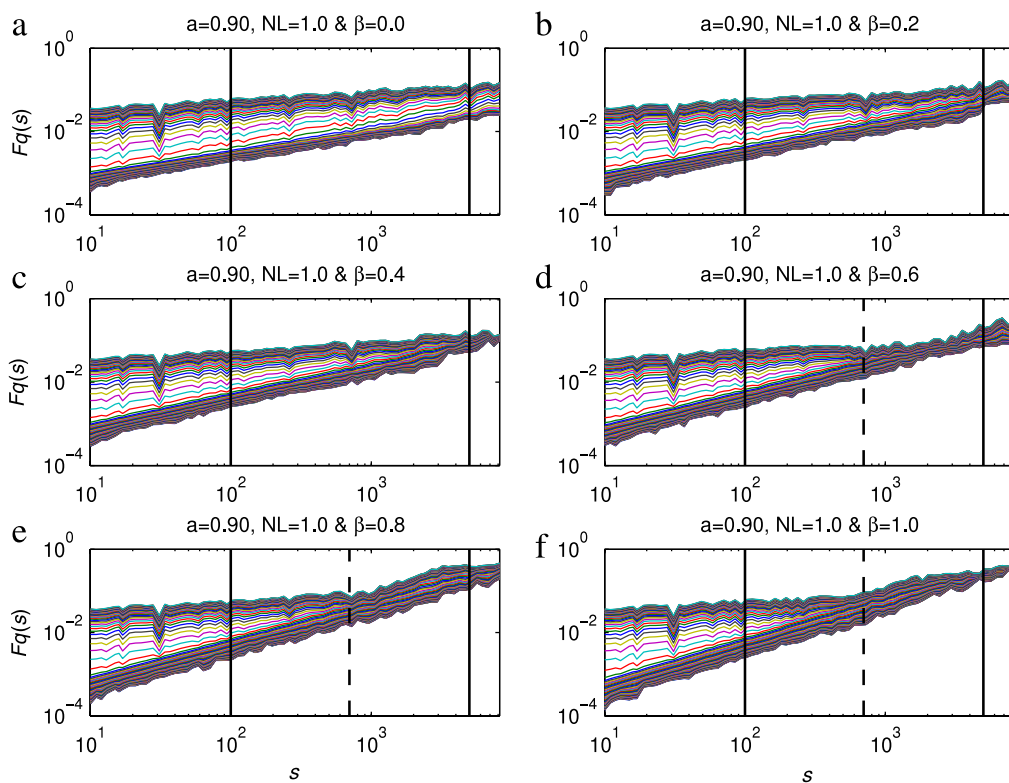 a
a=0.90, NL=1.0 & β=0.0
b
a=0.90, NL=1.0 & β=0.2
10^0
10^-2
10^-4
Fq(s)
10^1
10^2
10^3
10^0
10^-2
10^-4
10^1
10^2
10^3
c
a=0.90, NL=1.0 & β=0.4
d
a=0.90, NL=1.0 & β=0.6
10^0
10^-2
10^-4
Fq(s)
10^1
10^2
10^3
10^0
10^-2
10^-4
10^1
10^2
10^3
e
a=0.90, NL=1.0 & β=0.8
f
a=0.90, NL=1.0 & β=1.0
10^0
10^-2
10^-4
Fq(s)
10^1
10^2
10^3
s
10^0
10^-2
10^-4
10^1
10^2
10^3
s